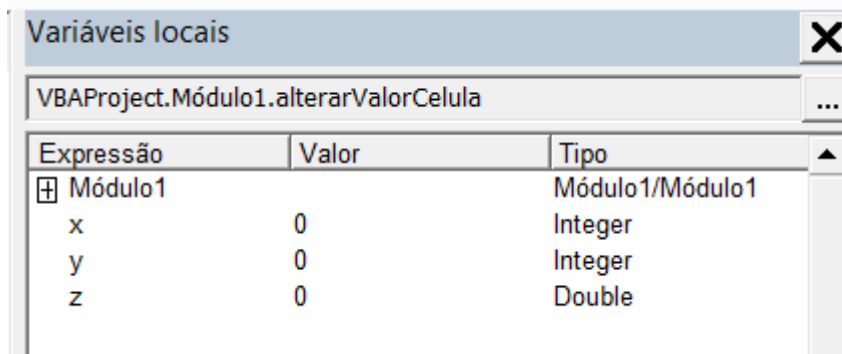 Variáveis locais
VBAProject.Módulo1.alterarValorCelula ...
Expressão Valor Tipo
Módulo1 Módulo1/Módulo1
x 0 Integer
y 0 Integer
z 0 Double